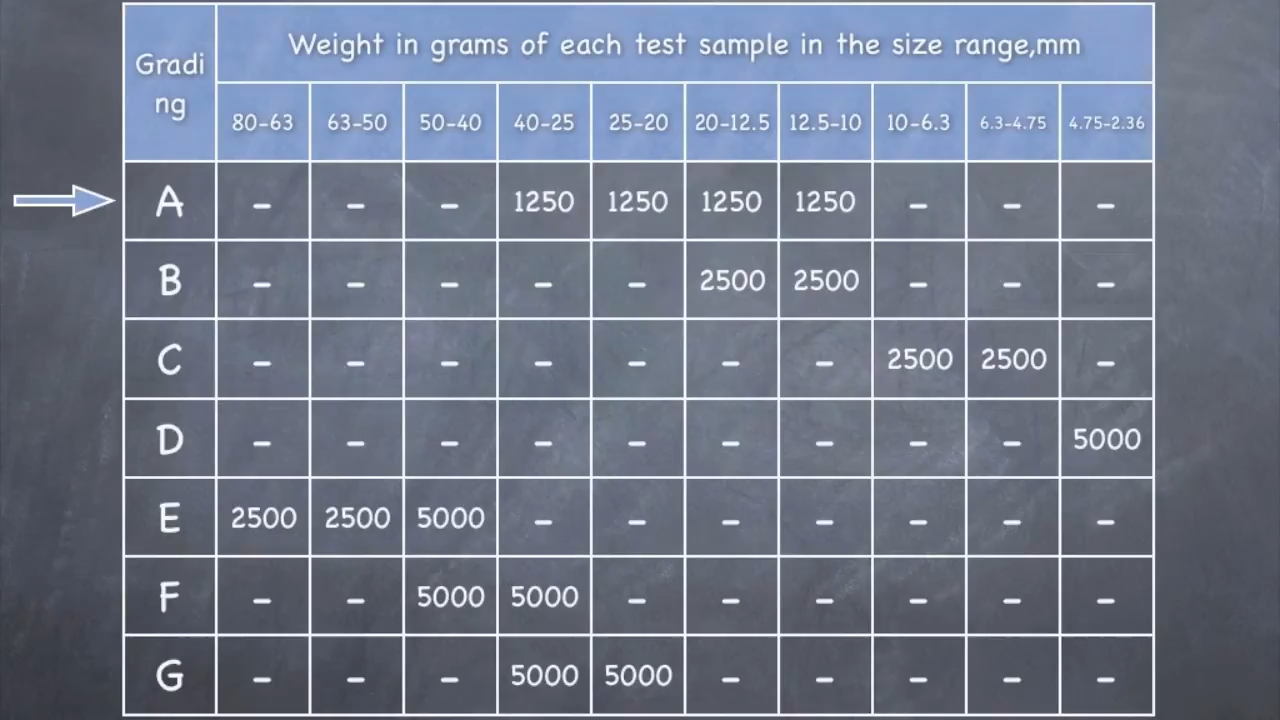 Gradi
ng
Weight in grams of each test sample in the size range,mm
80-63 63-50 50-40 40-25 25-20 20-12.5 12.5-10 10-6.3 6.3-4.75 4.75-2.36
A - - - 1250 1250 1250 1250 - - -
B - - - - - 2500 2500 - - -
C - - - - - - - 2500 2500 -
D - - - - - - - - - 5000
E 2500 2500 5000 - - - - - - -
F - - 5000 5000 - - - - - -
G - - - 5000 5000 - - - - -